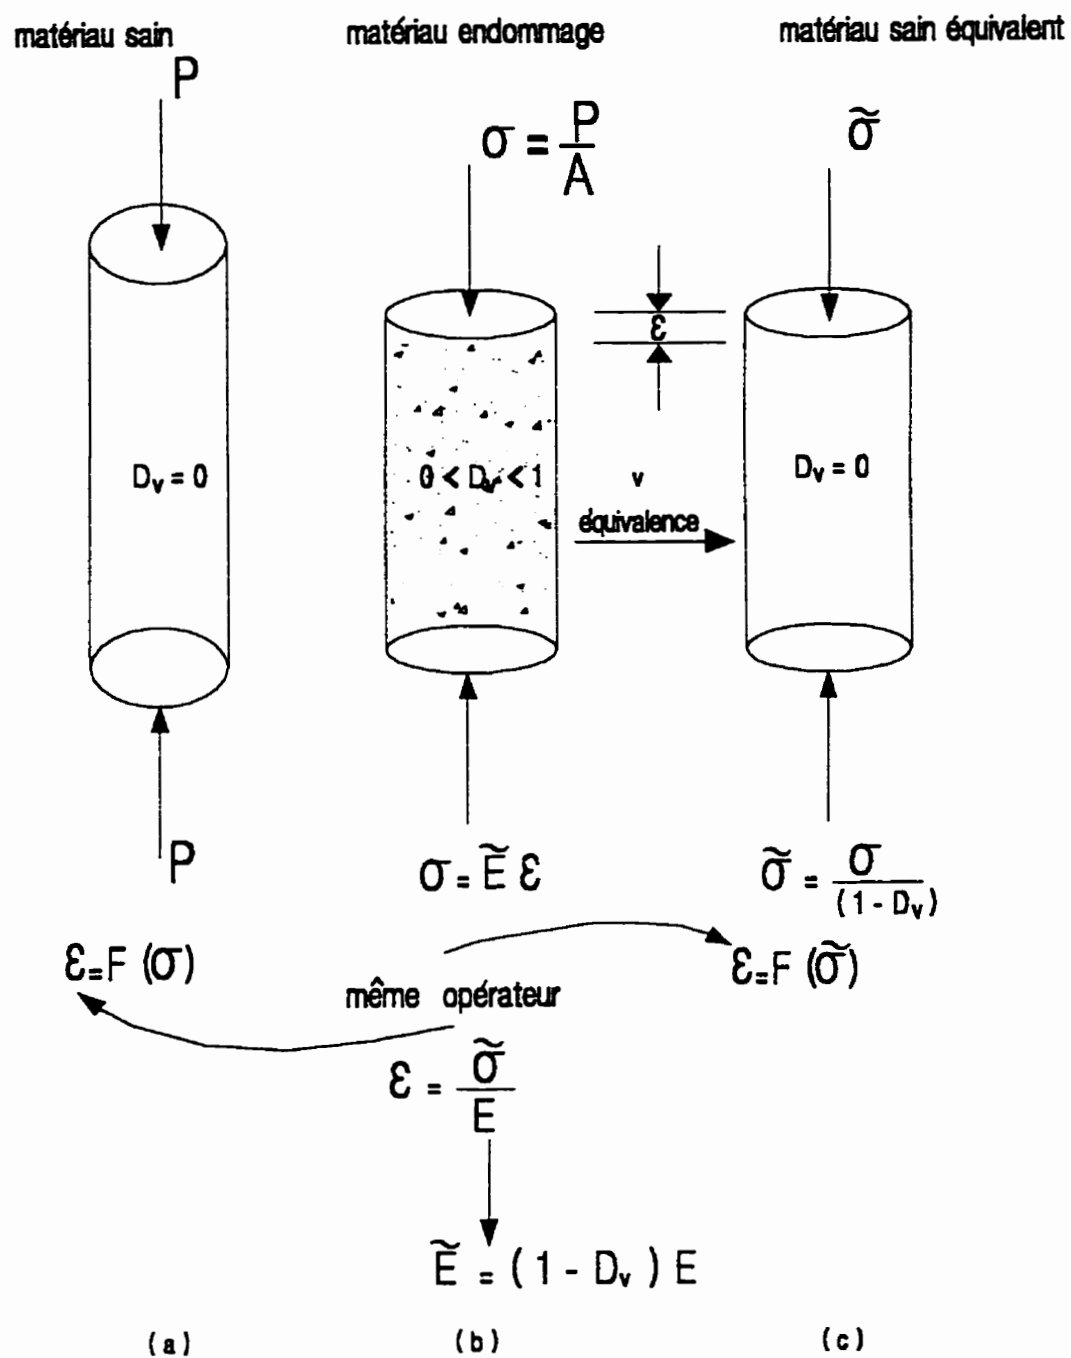 matériau sain
matériau endommage
matériau sain équivalent
P
σ = P/A
σ̃
ε
D_v = 0
0 < D_v < 1
v
équivalence
D_v = 0
P
σ = Ẽ ε
σ̃ = σ/(1 - D_v)
ε = F (σ)
ε = F (σ̃)
même opérateur
ε = σ̃/E
Ẽ = ( 1 - D_v ) E
(a)
(b)
(c)